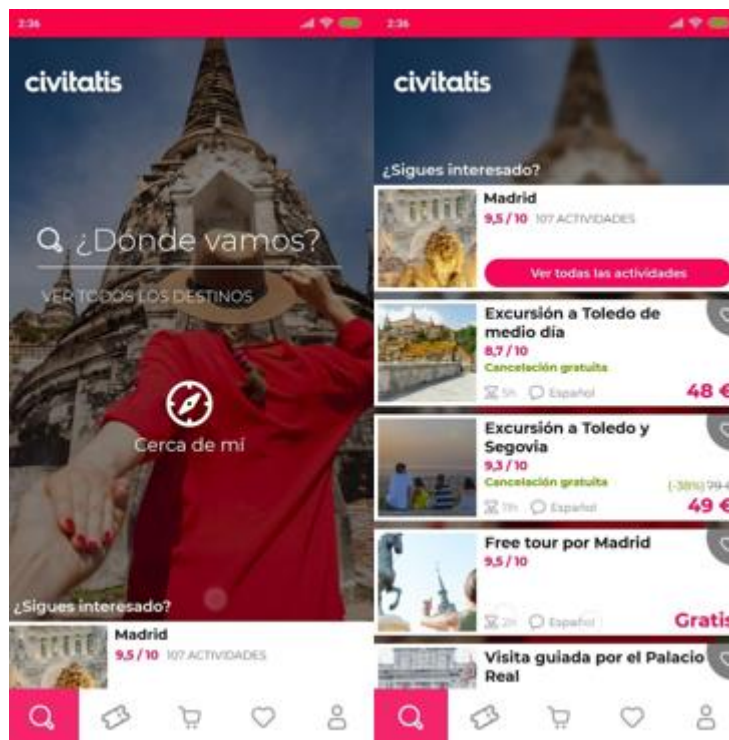 2:36
civitatis
¿Dónde vamos?
VER TODOS LOS DESTINOS
Cerca de mí
¿Sigues interesado?
Madrid
9,5 / 10 107 ACTIVIDADES
2:36
civitatis
¿Sigues interesado?
Madrid
9,5 / 10 107 ACTIVIDADES
Ver todas las actividades
Excursión a Toledo de
medio día
8,7 / 10
Cancelación gratuita
5h Español
48 €
Excursión a Toledo y
Segovia
9,3 / 10
Cancelación gratuita
(-38%) 79 €
11h Español
49 €
Free tour por Madrid
9,5 / 10
2h Español
Gratis
Visita guiada por el Palacio
Real